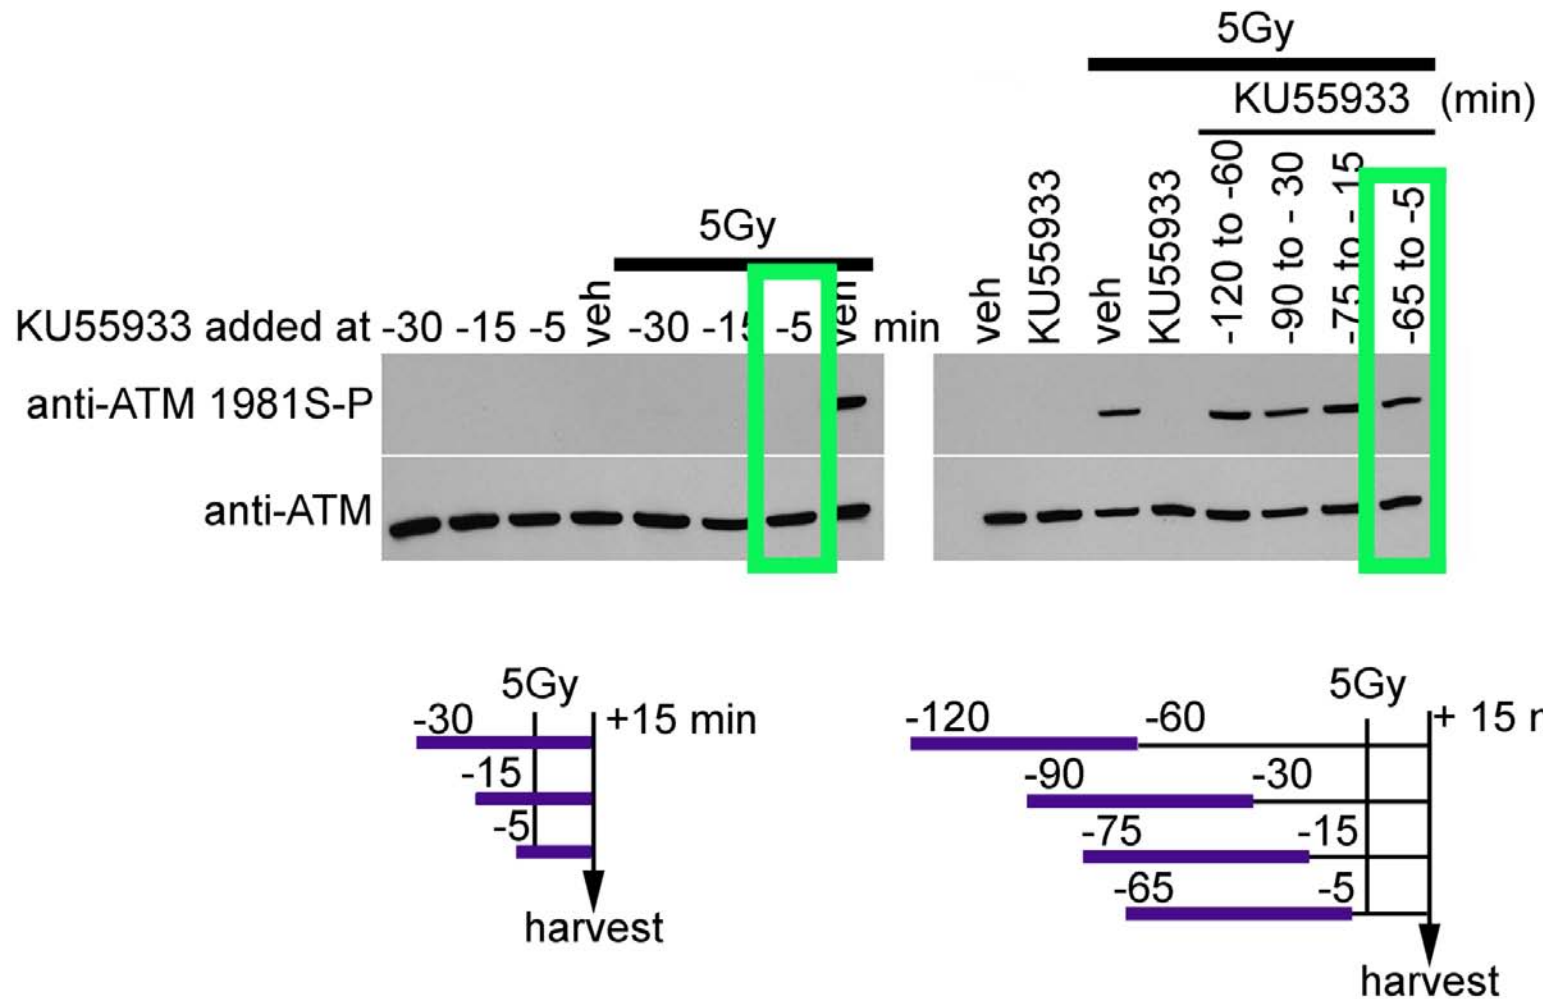 5Gy
KU55933 (min)
5Gy
veh
veh
KU55933
veh
KU55933
-120 to -60
-90 to - 30
-75 to - 15
-65 to -5
KU55933 added at -30 -15 -5 -30 -15 -5 veh min
anti-ATM 1981S-P
anti-ATM
5Gy
-30 +15 min
-15
-5
harvest
5Gy
-120 -60 + 15
-90 -30
-75 -15
-65 -5
harvest